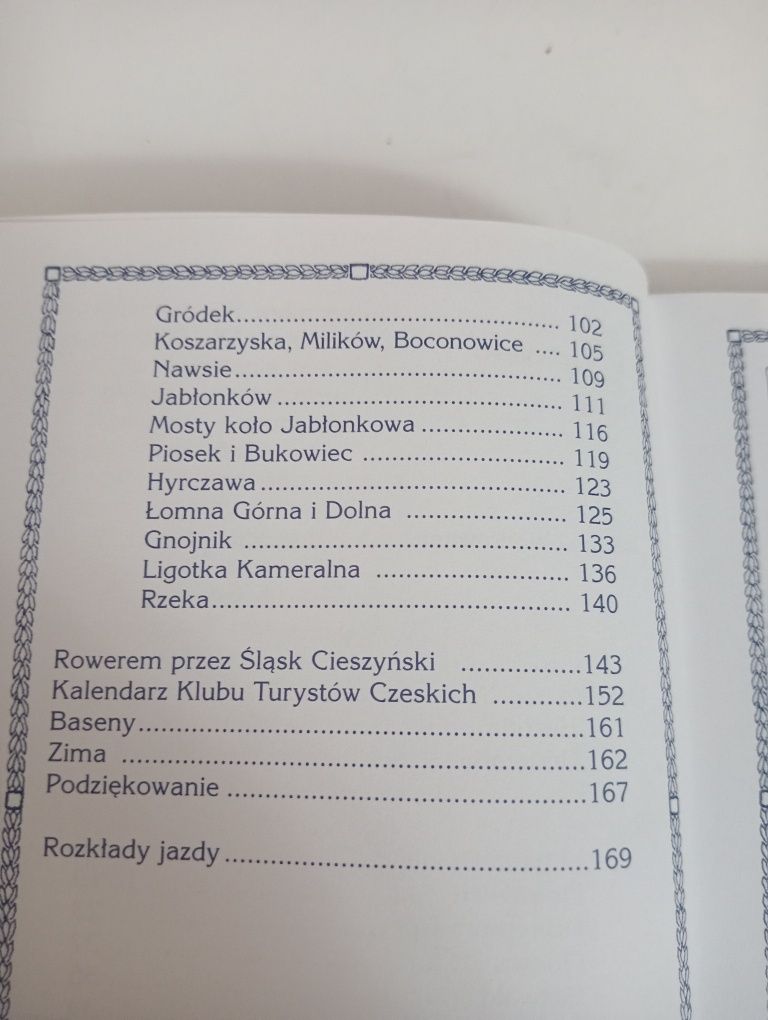 Gródek............................................. 102
Koszarzyska, Milików, Boconowice .... 105
Nawsie.............................................. 109
Jabłonków ........................................ 111
Mosty koło Jabłonkowa .................... 116
Piosek i Bukowiec ............................ 119
Hyrczawa........................................... 123
Łomna Górna i Dolna ...................... 125
Gnojnik ............................................. 133
Ligotka Kameralna ........................... 136
Rzeka.................................................. 140
Rowerem przez Śląsk Cieszyński .................143
Kalendarz Klubu Turystów Czeskich ............152
Baseny...............................................................161
Zima ..................................................................162
Podziękowanie ..................................................167
Rozkłady jazdy...................................................169